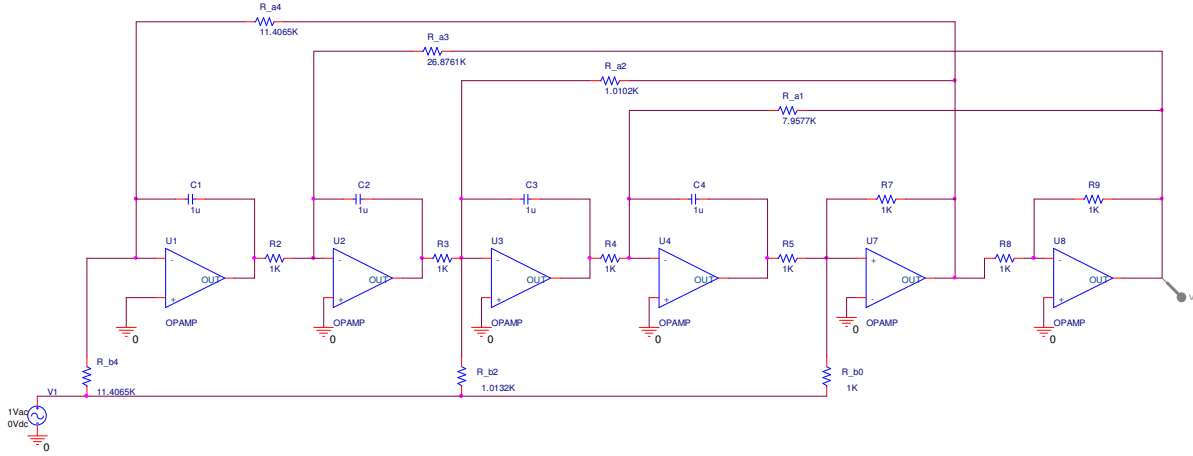 R_a4
11.4065K
R_a3
26.8761K
R_a2
1.0102K
R_a1
7.9577K
C1
1u
C2
1u
C3
1u
C4
1u
R7
1K
R9
1K
U1
-
+
OUT
OPAMP
0
R2
1K
U2
-
+
OUT
OPAMP
0
R3
1K
U3
-
+
OUT
OPAMP
0
R4
1K
U4
-
+
OUT
OPAMP
0
R5
1K
U7
+
-
OUT
OPAMP
0
R8
1K
U8
-
+
OUT
OPAMP
0
V
R_b4
11.4065K
R_b2
1.0132K
R_b0
1K
V1
1Vac
0Vdc
0